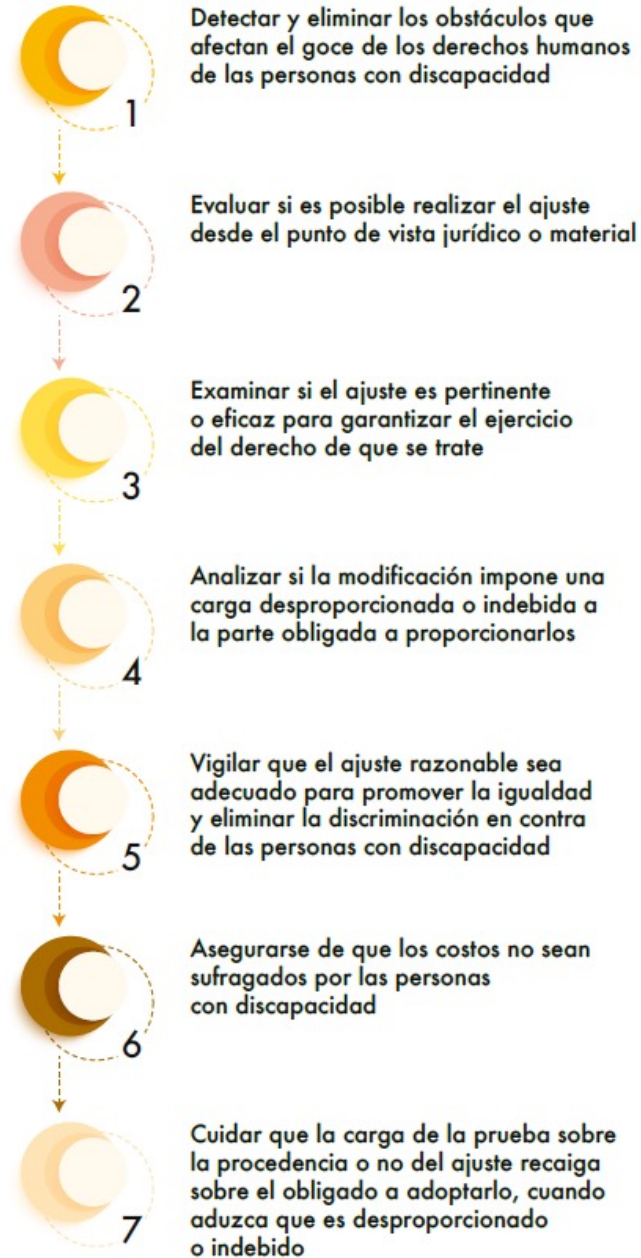 Detectar y eliminar los obstáculos que
afectan el goce de los derechos humanos
de las personas con discapacidad
1
Evaluar si es posible realizar el ajuste
desde el punto de vista jurídico o material
2
Examinar si el ajuste es pertinente
o eficaz para garantizar el ejercicio
del derecho de que se trate
3
Analizar si la modificación impone una
carga desproporcionada o indebida a
la parte obligada a proporcionarlos
4
Vigilar que el ajuste razonable sea
adecuado para promover la igualdad
y eliminar la discriminación en contra
de las personas con discapacidad
5
Asegurarse de que los costos no sean
sufragados por las personas
con discapacidad
6
Cuidar que la carga de la prueba sobre
la procedencia o no del ajuste recaiga
sobre el obligado a adoptarlo, cuando
aduzca que es desproporcionado
o indebido
7